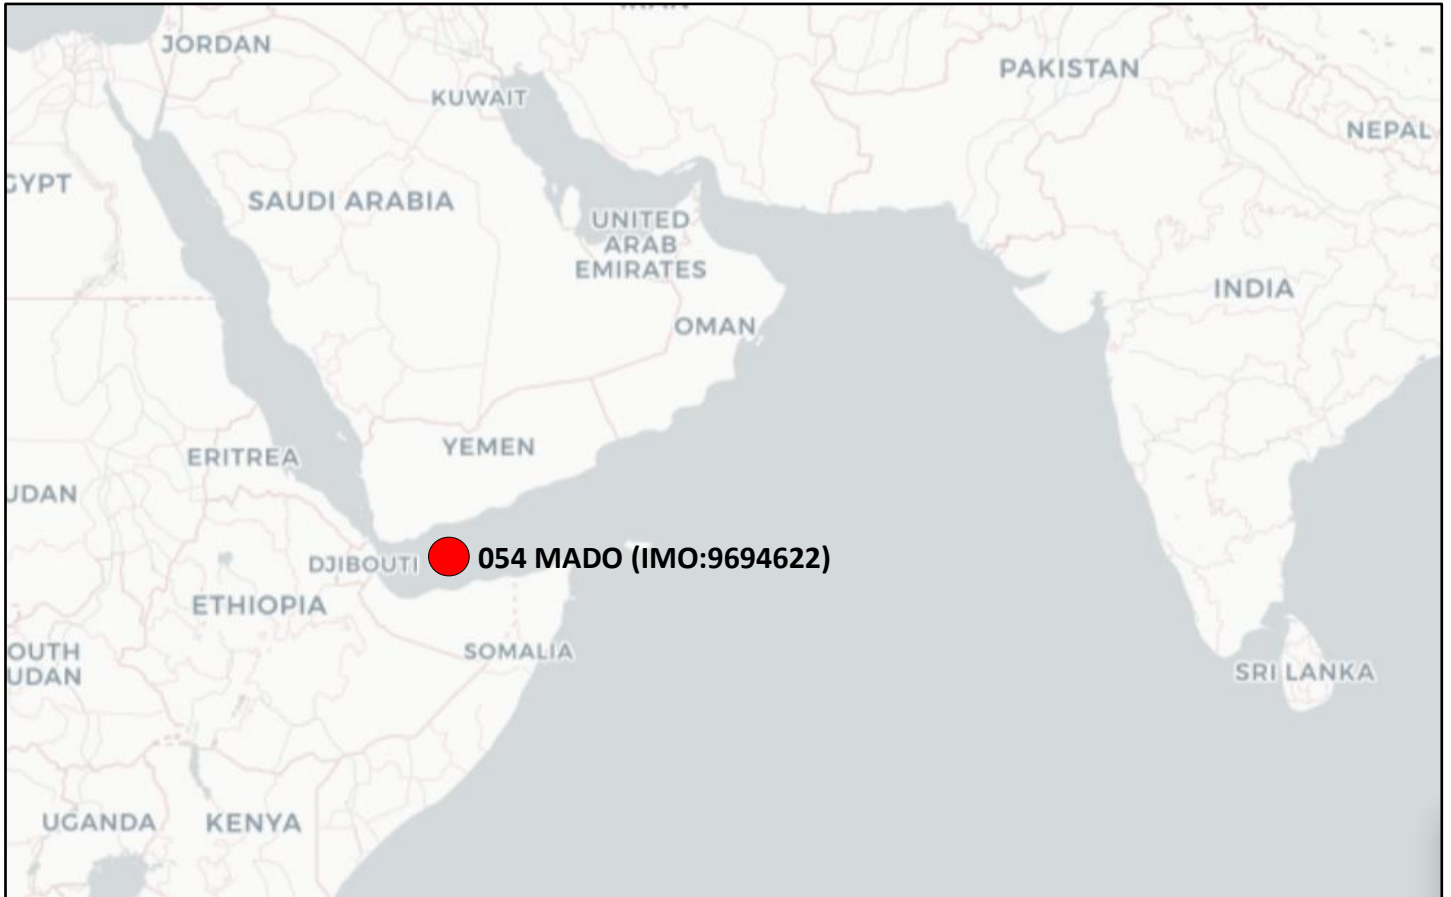 JORDAN
PAKISTAN
KUWAIT
NEPAL
GYPT
SAUDI ARABIA
UNITED
ARAB
EMIRATES
INDIA
OMAN
YEMEN
ERITREA
UDAN
DJIBOUTI
054 MADO (IMO:9694622)
ETHIOPIA
OUTH
UDAN
SOMALIA
SRI LANKA
UGANDA
KENYA